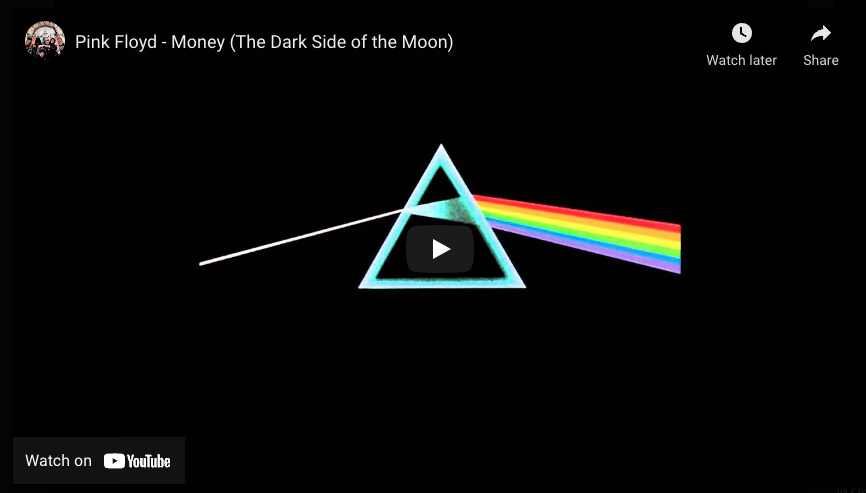 Pink Floyd - Money (The Dark Side of the Moon)
Watch later
Share
Watch on YouTube